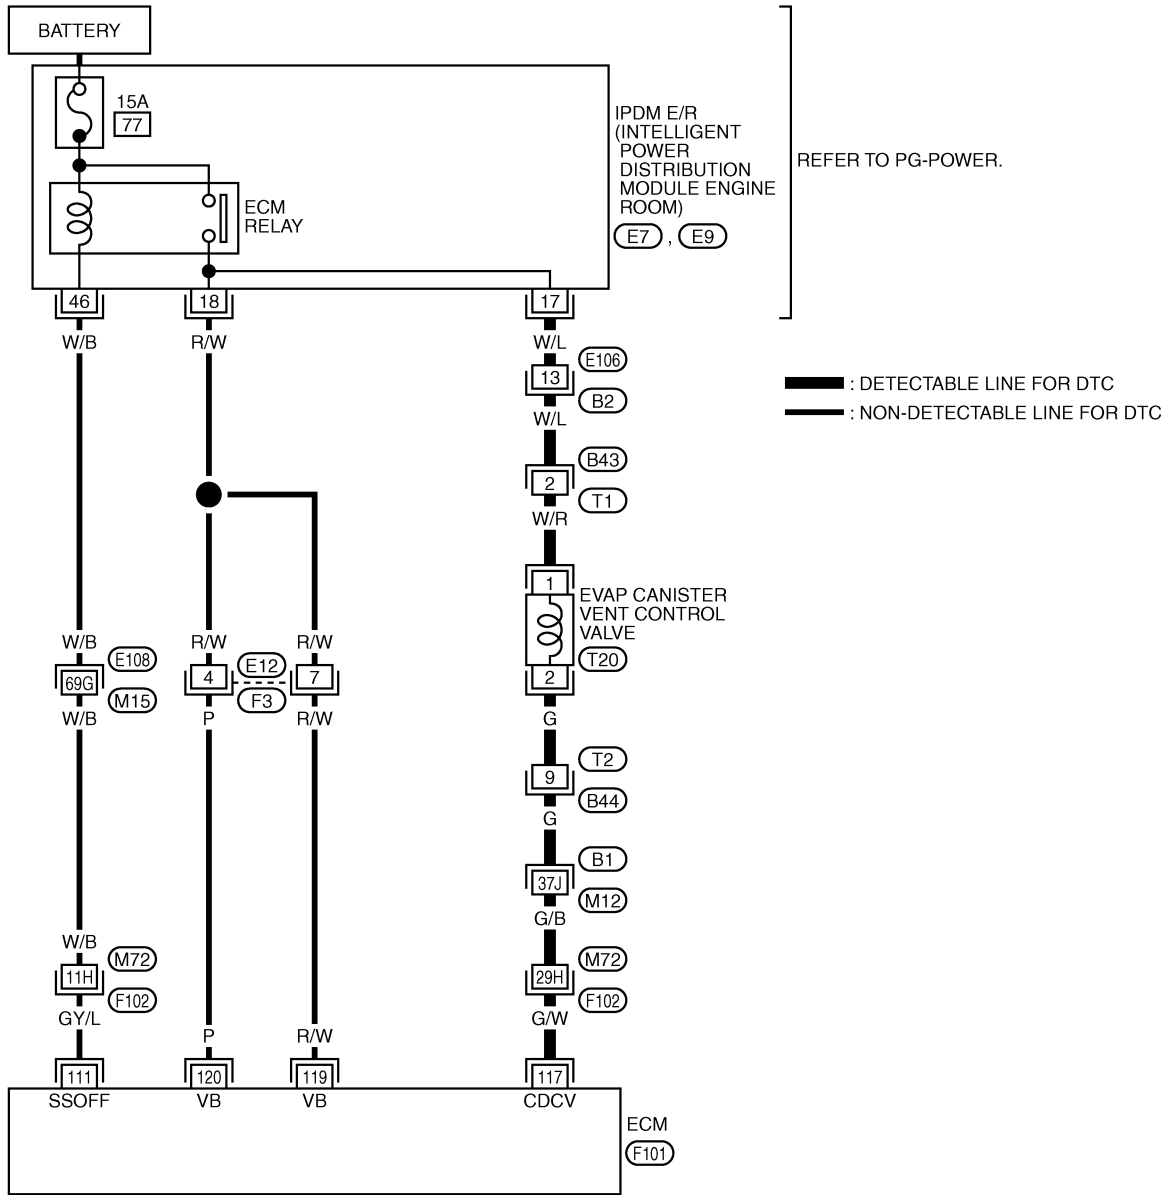 BATTERY
15A
77
IPDM E/R
(INTELLIGENT
POWER
DISTRIBUTION
MODULE ENGINE
ROOM)
E7 , E9
REFER TO PG-POWER.
ECM
RELAY
46 18 17
W/B R/W W/L
E106
13
B2
: DETECTABLE LINE FOR DTC
: NON-DETECTABLE LINE FOR DTC
W/L
B43
2
T1
W/R
1
EVAP CANISTER
VENT CONTROL
VALVE
T20
2
W/B R/W R/W
E108 E12
69G 4 7
M15 F3
W/B P R/W G
T2
9
B44
G
B1
37J
M12
G/B
W/B
M72 M72
11H 29H
F102 F102
GY/L G/W
P R/W
111 120 119 117
SSOFF VB VB CDCV
ECM
F101